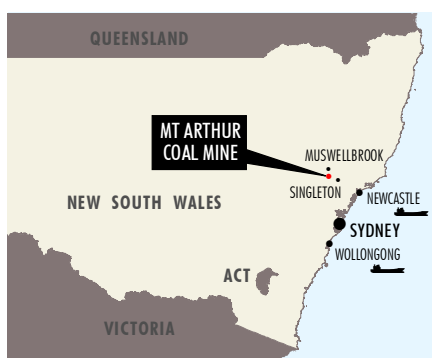 QUEENSLAND
MT ARTHUR
COAL MINE
MUSWELLBROOK
SINGLETON
NEW SOUTH WALES
NEWCASTLE
SYDNEY
WOLLONGONG
ACT
VICTORIA